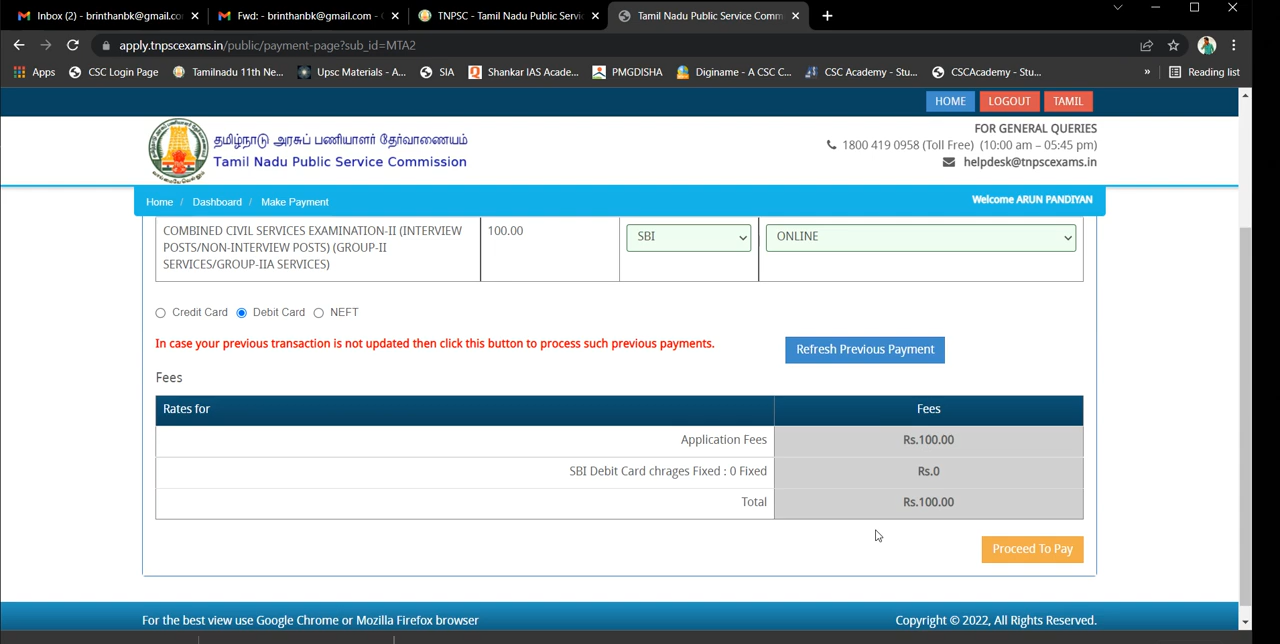 Inbox (2) - brinthanbk@gmail.co
Fwd: - brinthanbk@gmail.com -
TNPSC - Tamil Nadu Public Servic
Tamil Nadu Public Service Comm
apply.tnpscexams.in/public/payment-page?sub_id=MTA2
Apps
CSC Login Page
Tamilnadu 11th Ne...
Upsc Materials - A...
SIA
Shankar IAS Acade...
PMGDISHA
Diginame - A CSC C...
CSC Academy - Stu...
CSCAcademy - Stu...
»
Reading list
HOME
LOGOUT
TAMIL
தமிழ்நாடு அரசுப் பணியாளர் தேர்வாணையம்
Tamil Nadu Public Service Commission
FOR GENERAL QUERIES
1800 419 0958 (Toll Free) (10:00 am – 05:45 pm)
helpdesk@tnpscexams.in
Home / Dashboard / Make Payment
Welcome ARUN PANDIYAN
COMBINED CIVIL SERVICES EXAMINATION-II (INTERVIEW
POSTS/NON-INTERVIEW POSTS) (GROUP-II
SERVICES/GROUP-IIA SERVICES)
100.00
SBI
ONLINE
Credit Card
Debit Card
NEFT
In case your previous transaction is not updated then click this button to process such previous payments.
Refresh Previous Payment
Fees
Rates for
Fees
Application Fees
Rs.100.00
SBI Debit Card chrages Fixed : 0 Fixed
Rs.0
Total
Rs.100.00
Proceed To Pay
For the best view use Google Chrome or Mozilla Firefox browser
Copyright © 2022, All Rights Reserved.